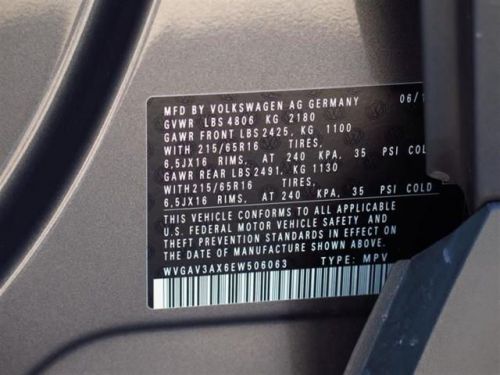 MFD BY VOLKSWAGEN AG GERMANY 06/1
GVWR LBS 4806 KG 2180
GAWR FRONT LBS 2425, KG 1100
WITH 215/65R16 TIRES,
6,5JX16 RIMS, AT 240 KPA, 35 PSI COLD
GAWR REAR LBS 2491, KG 1130
WITH 215/65R16 TIRES,
6,5JX16 RIMS, AT 240 KPA, 35 PSI COLD
THIS VEHICLE CONFORMS TO ALL APPLICABLE
U.S. FEDERAL MOTOR VEHICLE SAFETY AND
THEFT PREVENTION STANDARDS IN EFFECT ON
THE DATE OF MANUFACTURE SHOWN ABOVE.
WVGAV3AX6EW506063 TYPE: MPV